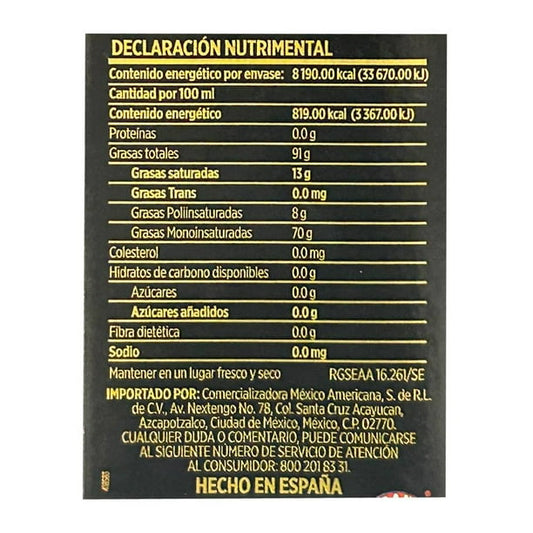 DECLARACIÓN NUTRIMENTAL
Contenido energético por envase: 8 190.00 kcal (33 670.00 kJ)
Cantidad por 100 ml
Contenido energético 819.00 kcal (3 367.00 kJ)
Proteínas 0.0 g
Grasas totales 91 g
Grasas saturadas 13 g
Grasas Trans 0.0 mg
Grasas Poliinsaturadas 8 g
Grasas Monoinsaturadas 70 g
Colesterol 0.0 mg
Hidratos de carbono disponibles 0.0 g
Azúcares 0.0 g
Azúcares añadidos 0.0 g
Fibra dietética 0.0 g
Sodio 0.0 mg
Mantener en un lugar fresco y seco RGSEAA 16.261/SE
IMPORTADO POR: Comercializadora México Americana, S. de R.L.
de C.V., Av. Nextengo No. 78, Col. Santa Cruz Acayucan,
Azcapotzalco, Ciudad de México, México, C.P. 02770.
CUALQUIER DUDA O COMENTARIO, PUEDE COMUNICARSE
AL SIGUIENTE NÚMERO DE SERVICIO DE ATENCIÓN
AL CONSUMIDOR: 800 201 83 31.
HECHO EN ESPAÑA